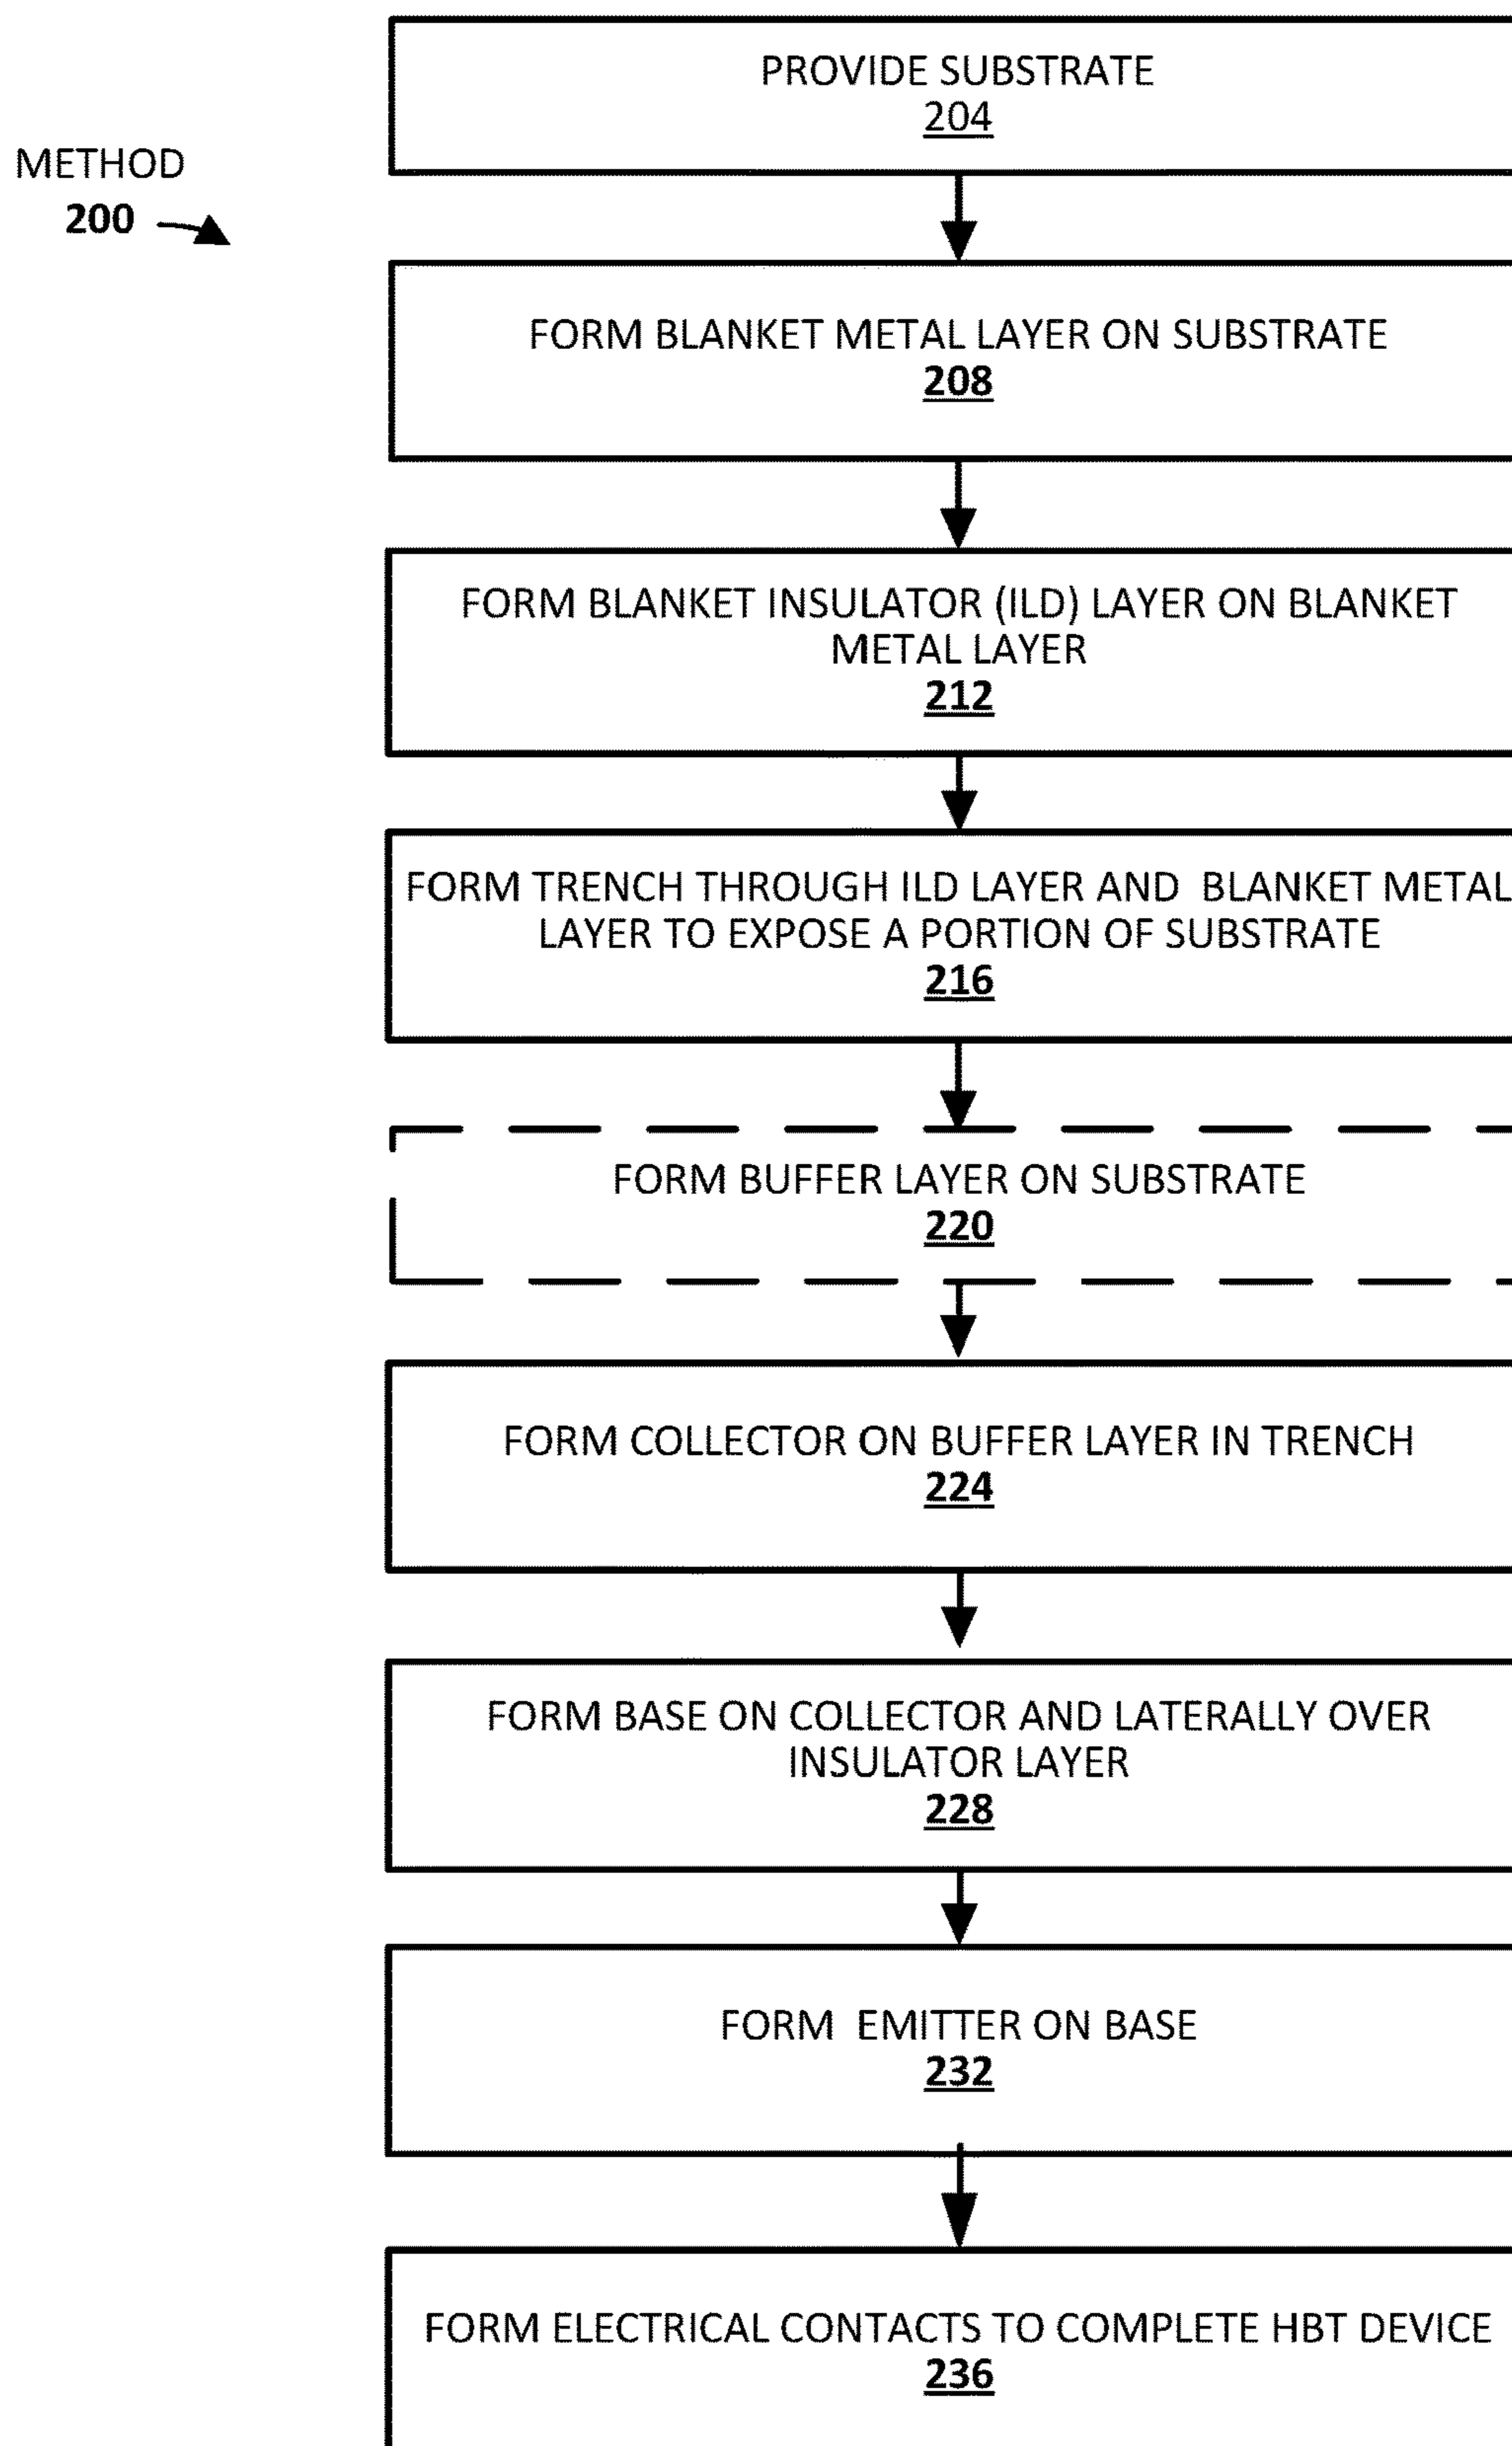 PROVIDE SUBSTRATE
204
METHOD
200
FORM BLANKET METAL LAYER ON SUBSTRATE
208
FORM BLANKET INSULATOR (ILD) LAYER ON BLANKET
METAL LAYER
212
FORM TRENCH THROUGH ILD LAYER AND BLANKET METAL
LAYER TO EXPOSE A PORTION OF SUBSTRATE
216
FORM BUFFER LAYER ON SUBSTRATE
220
FORM COLLECTOR ON BUFFER LAYER IN TRENCH
224
FORM BASE ON COLLECTOR AND LATERALLY OVER
INSULATOR LAYER
228
FORM EMITTER ON BASE
232
FORM ELECTRICAL CONTACTS TO COMPLETE HBT DEVICE
236